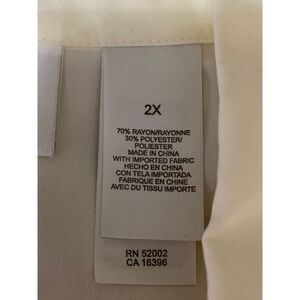 2X
70% RAYON/RAYONNE
30% POLYESTER/
POLIESTER
MADE IN CHINA
WITH IMPORTED FABRIC
HECHO EN CHINA
CON TELA IMPORTADA
FABRIQUE EN CHINE
AVEC DU TISSU IMPORTE
RN 52002
CA 16396